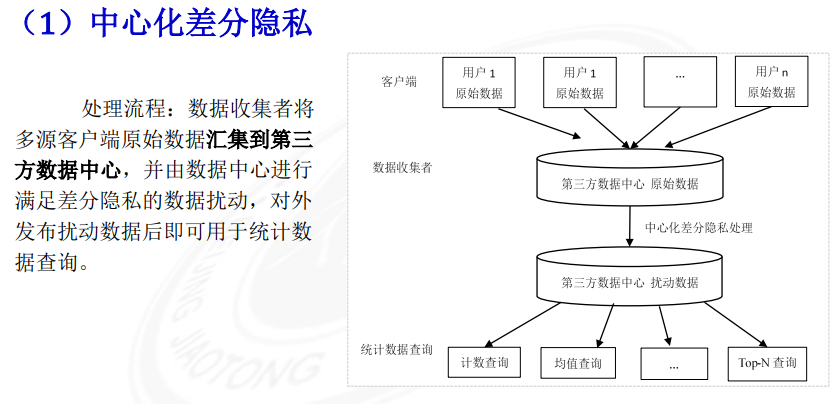 （1）中心化差分隐私
处理流程：数据收集者将
多源客户端原始数据汇集到第三
方数据中心，并由数据中心进行
满足差分隐私的数据扰动，对外
发布扰动数据后即可用于统计数
据查询。
客户端
用户 1
原始数据
用户 1
原始数据
...
用户 n
原始数据
数据收集者
第三方数据中心 原始数据
中心化差分隐私处理
第三方数据中心 扰动数据
统计数据查询
计数查询
均值查询
...
Top-N 查询
JIAOTONG